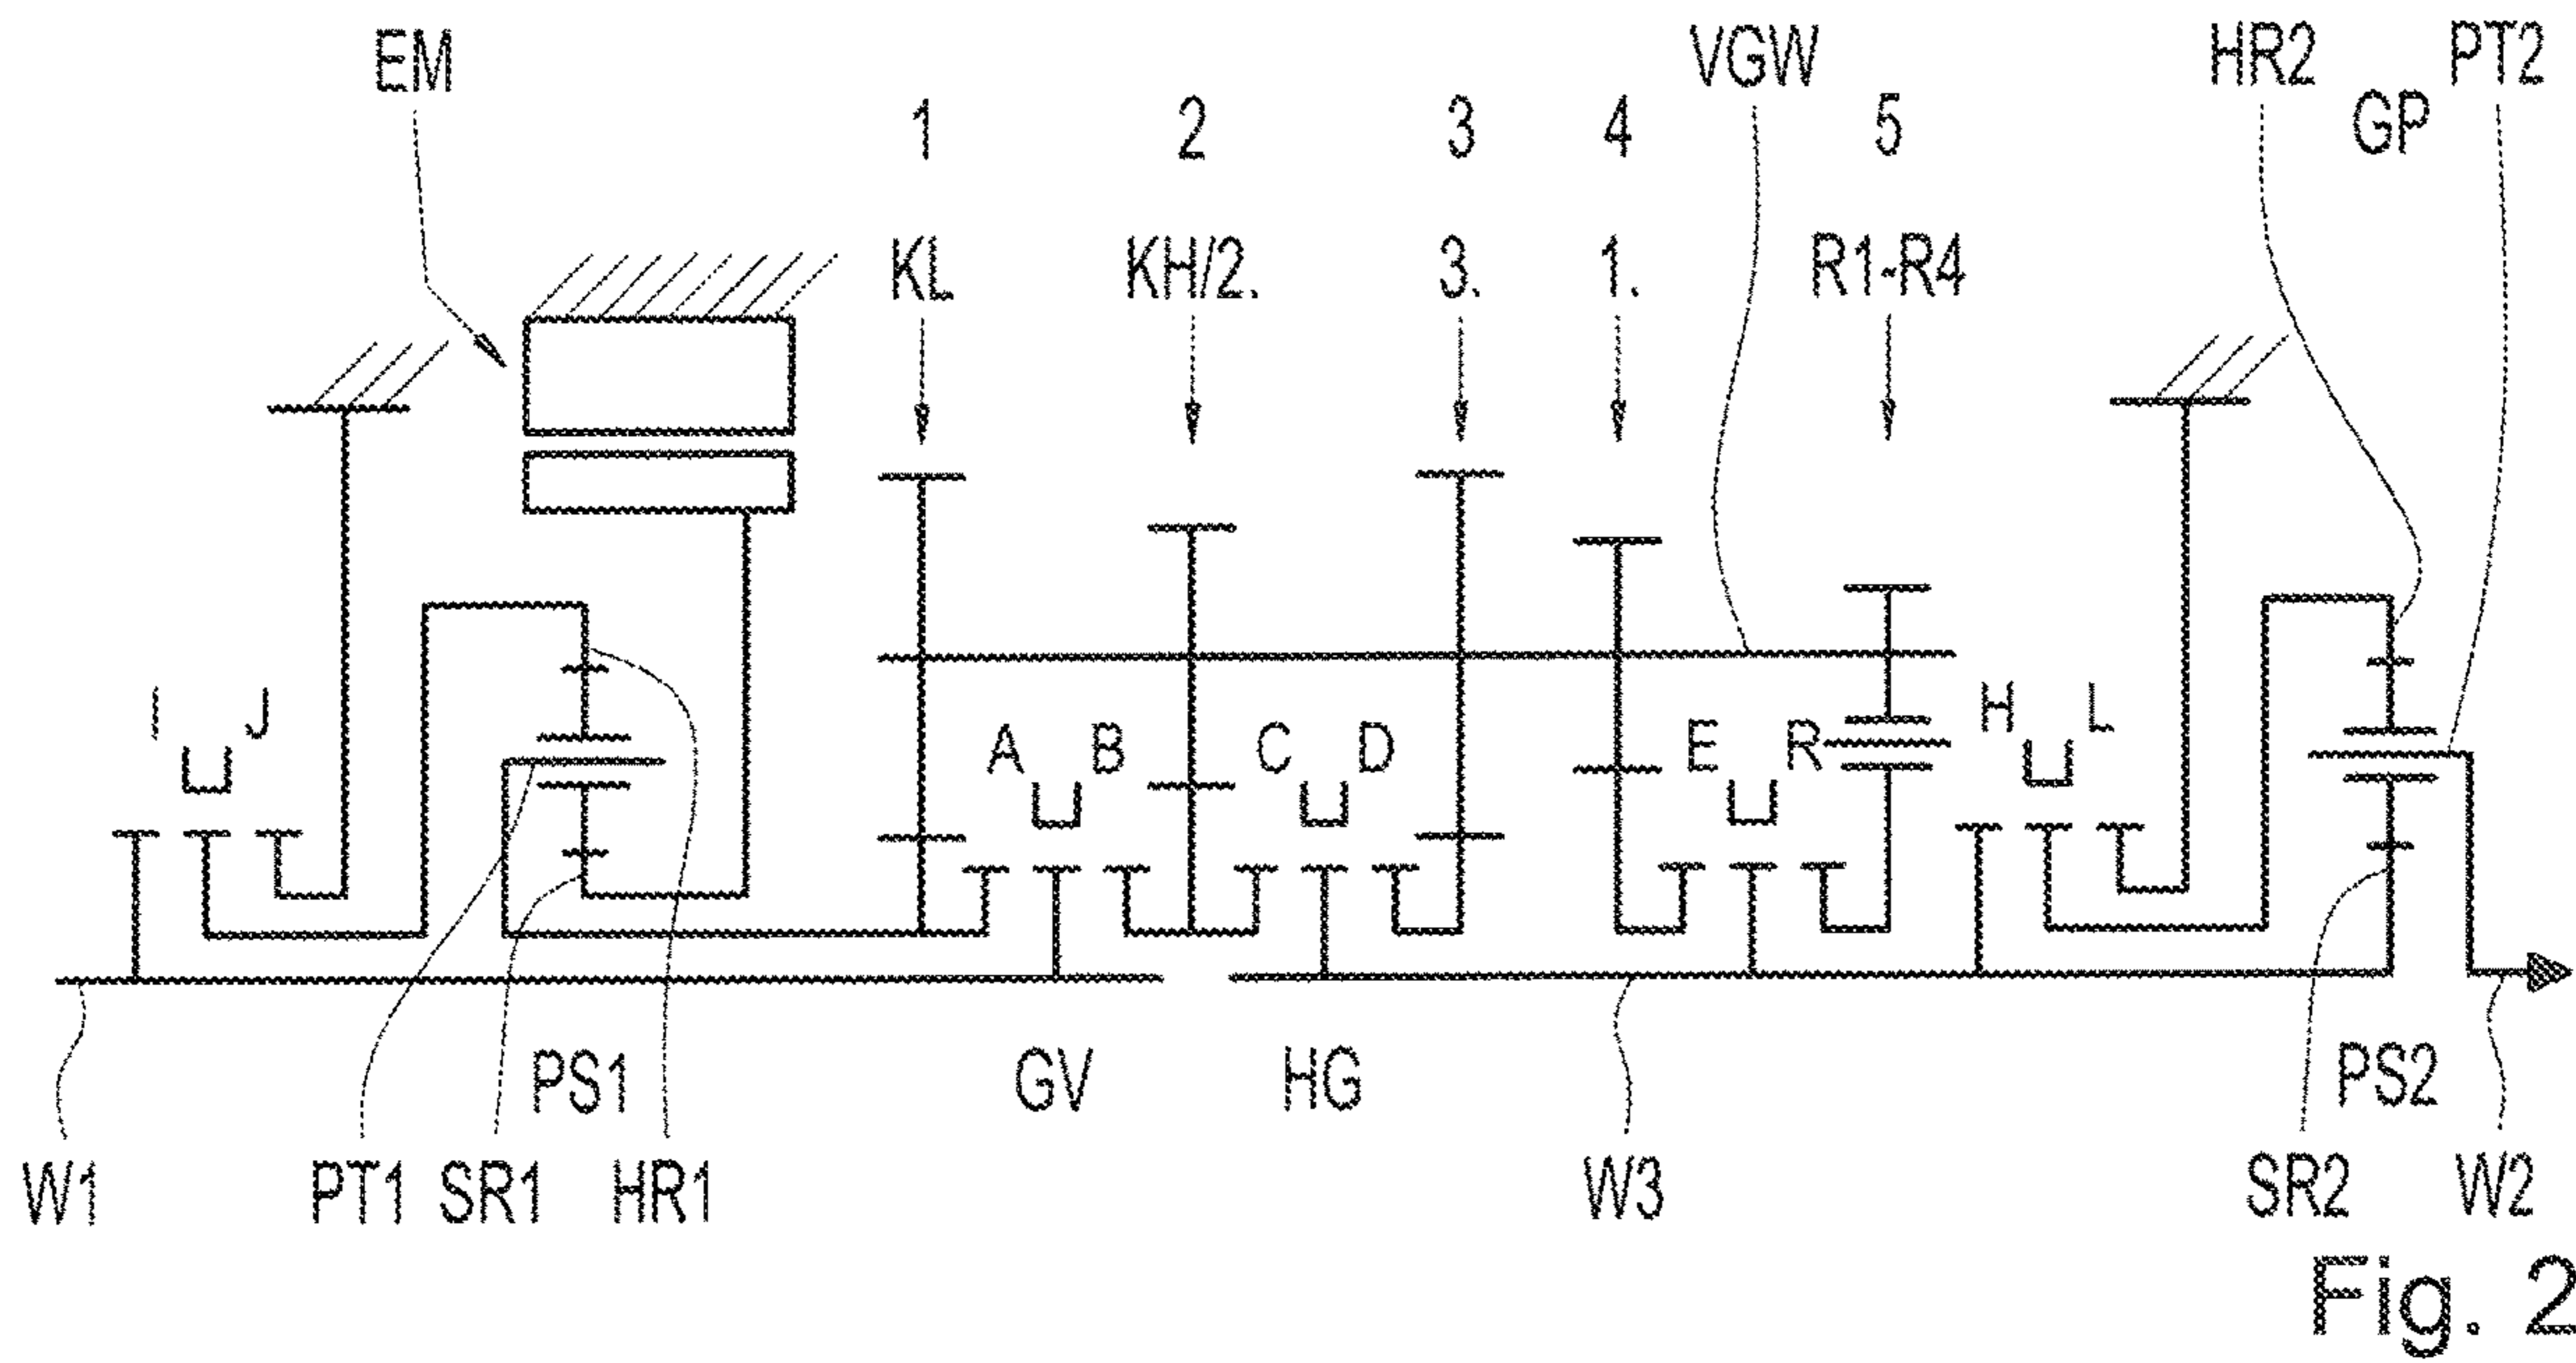 EM VGW HR2 PT2
GP
1 2 3 4 5
KL KH/2. 3. 1. R1-R4
I J A B C D E R H L
PS1 GV HG PS2
W1 PT1 SR1 HR1 W3 SR2 W2
Fig. 2